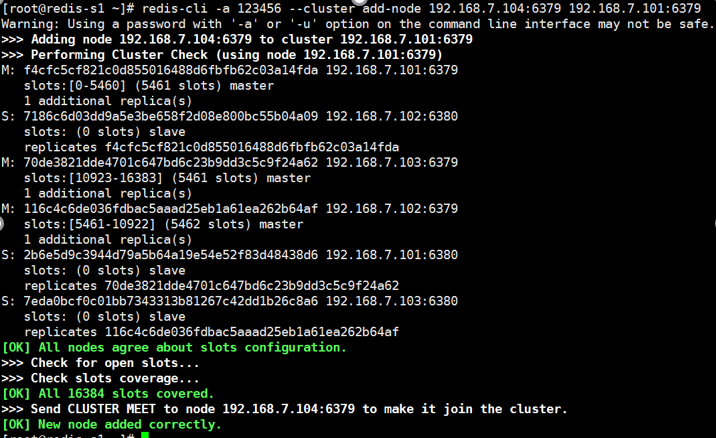 [root@redis-s1 ~]# redis-cli -a 123456 --cluster add-node 192.168.7.104:6379 192.168.7.101:6379
Warning: Using a password with '-a' or '-u' option on the command line interface may not be safe.
>>> Adding node 192.168.7.104:6379 to cluster 192.168.7.101:6379
>>> Performing Cluster Check (using node 192.168.7.101:6379)
M: f4cfc5cf821c0d855016488d6fbfb62c03a14fda 192.168.7.101:6379
   slots:[0-5460] (5461 slots) master
   1 additional replica(s)
S: 7186c6d03dd9a5e3be658f2d08e800bc55b04a09 192.168.7.102:6380
   slots: (0 slots) slave
   replicates f4cfc5cf821c0d855016488d6fbfb62c03a14fda
M: 70de3821dde4701c647bd6c23b9dd3c5c9f24a62 192.168.7.103:6379
   slots:[10923-16383] (5461 slots) master
   1 additional replica(s)
M: 116c4c6de036fdbac5aaad25eb1a61ea262b64af 192.168.7.102:6379
   slots:[5461-10922] (5462 slots) master
   1 additional replica(s)
S: 2b6e5d9c3944d79a5b64a19e54e52f83d48438d6 192.168.7.101:6380
   slots: (0 slots) slave
   replicates 70de3821dde4701c647bd6c23b9dd3c5c9f24a62
S: 7eda0bcf0c01bb7343313b81267c42dd1b26c8a6 192.168.7.103:6380
   slots: (0 slots) slave
   replicates 116c4c6de036fdbac5aaad25eb1a61ea262b64af
[OK] All nodes agree about slots configuration.
>>> Check for open slots...
>>> Check slots coverage...
[OK] All 16384 slots covered.
>>> Send CLUSTER MEET to node 192.168.7.104:6379 to make it join the cluster.
[OK] New node added correctly.
[root@redis-s1 ~]#